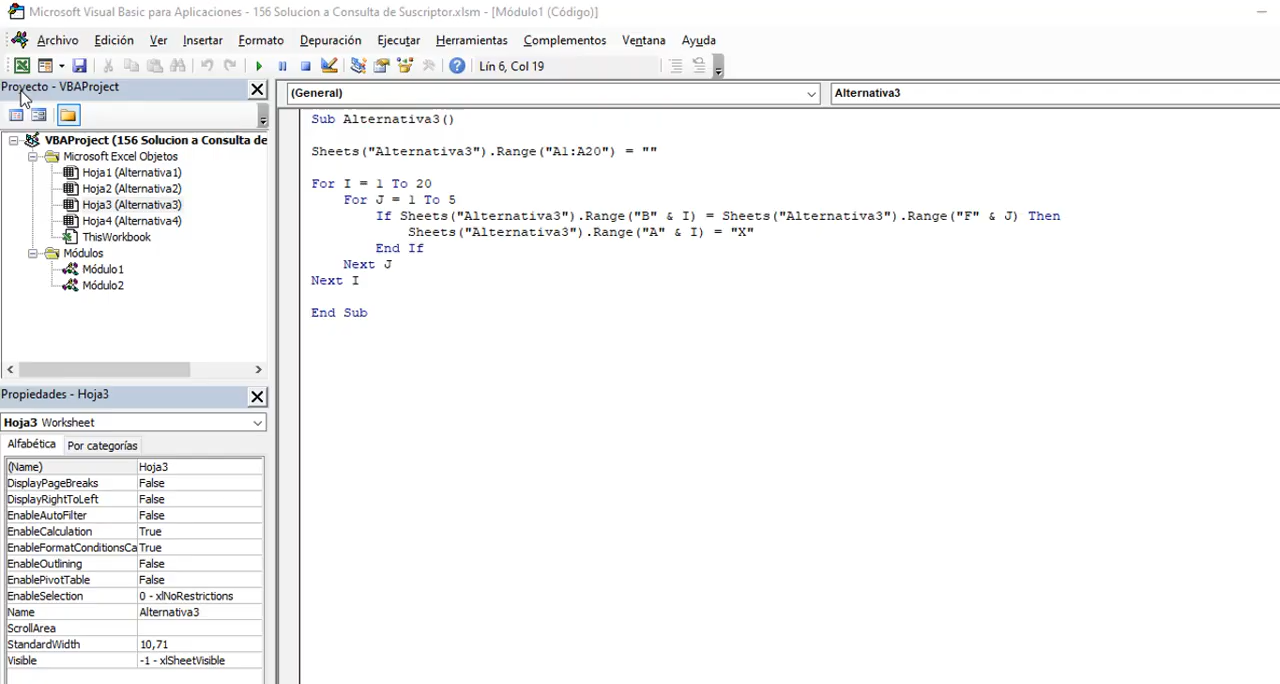 Microsoft Visual Basic para Aplicaciones - 156 Solucion a Consulta de Suscriptor.xlsm - [Módulo1 (Código)]
Archivo Edición Ver Insertar Formato Depuración Ejecutar Herramientas Complementos Ventana Ayuda
Lín 6, Col 19
Proyecto - VBAProject
(General)
Alternativa3
VBAProject (156 Solucion a Consulta de
Microsoft Excel Objetos
Hoja1 (Alternativa1)
Hoja2 (Alternativa2)
Hoja3 (Alternativa3)
Hoja4 (Alternativa4)
ThisWorkbook
Módulos
Módulo1
Módulo2
Sub Alternativa3()
Sheets("Alternativa3").Range("A1:A20") = ""
For I = 1 To 20
For J = 1 To 5
If Sheets("Alternativa3").Range("B" & I) = Sheets("Alternativa3").Range("F" & J) Then
Sheets("Alternativa3").Range("A" & I) = "X"
End If
Next J
Next I
End Sub
Propiedades - Hoja3
Hoja3 Worksheet
Alfabética Por categorías
(Name) Hoja3
DisplayPageBreaks False
DisplayRightToLeft False
EnableAutoFilter False
EnableCalculation True
EnableFormatConditionsCa True
EnableOutlining False
EnablePivotTable False
EnableSelection 0 - xlNoRestrictions
Name Alternativa3
ScrollArea
StandardWidth 10,71
Visible -1 - xlSheetVisible